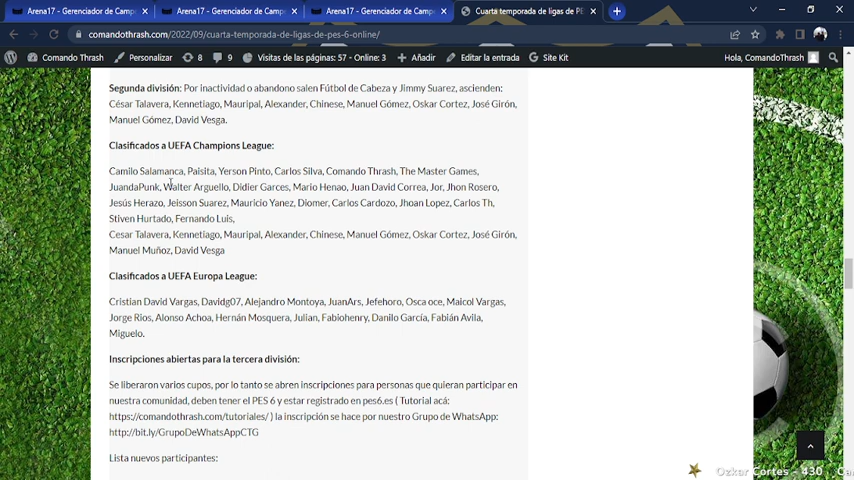 Arena17 - Gerenciador de Campe
Arena17 - Gerenciador de Campe
Arena17 - Gerenciador de Campe
Cuarta temporada de ligas de PE
comandothrash.com/2022/09/cuarta-temporada-de-ligas-de-pes-6-online/
Comando Thrash
Personalizar
8
9
Visitas de las páginas: 57 - Online: 3
Añadir
Editar la entrada
Site Kit
Hola, ComandoThrash
Segunda división: Por inactividad o abandono salen Fútbol de Cabeza y Jimmy Suarez, ascienden:
César Talavera, Kennetiago, Mauripal, Alexander, Chinese, Manuel Gómez, Oskar Cortez, José Girón,
Manuel Gómez, David Vesga.
Clasificados a UEFA Champions League:
Camilo Salamanca, Paisita, Yerson Pinto, Carlos Silva, Comando Thrash, The Master Games,
JuandaPunk, Walter Arguello, Didier Garces, Mario Henao, Juan David Correa, Jor, Jhon Rosero,
Jesús Herazo, Jeisson Suarez, Mauricio Yanez, Diomer, Carlos Cardozo, Jhoan Lopez, Carlos Th,
Stiven Hurtado, Fernando Luis,
Cesar Talavera, Kennetiago, Mauripal, Alexander, Chinese, Manuel Gómez, Oskar Cortez, José Girón,
Manuel Muñoz, David Vesga
Clasificados a UEFA Europa League:
Cristian David Vargas, Davidg07, Alejandro Montoya, JuanArs, Jefehoro, Osca oce, Maicol Vargas,
Jorge Rios, Alonso Achoa, Hernán Mosquera, Julian, Fabiohenry, Danilo García, Fabián Avila,
Miguelo.
Inscripciones abiertas para la tercera división:
Se liberaron varios cupos, por lo tanto se abren inscripciones para personas que quieran participar en
nuestra comunidad, deben tener el PES 6 y estar registrado en pes6.es ( Tutorial acá:
https://comandothrash.com/tutoriales/ ) la inscripción se hace por nuestro Grupo de WhatsApp:
http://bit.ly/GrupoDeWhatsAppCTG
Lista nuevos participantes:
Ozkar Cortes - 430
Ca